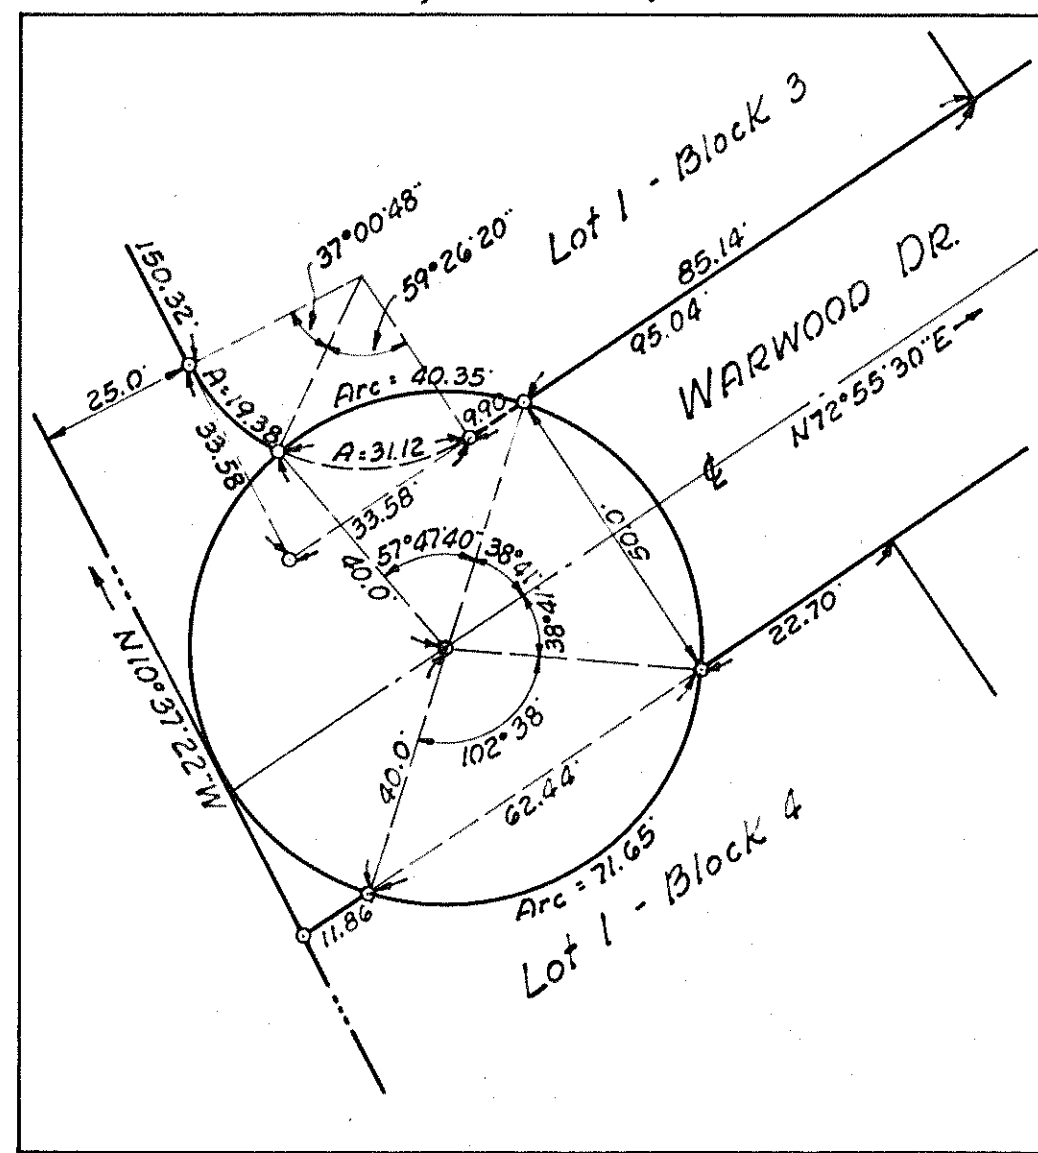 Lot 1 - Block 3
37°00'48"
59°26'20"
150.32'
85.14'
95.04'
WARWOOD DR.
N72°55'30"E
℄
25.0'
A=19.38
Arc = 40.35'
9.90'
A=31.12
33.58
33.58'
57°47'40"
38°41'
38°41'
50.0'
40.0'
22.70'
N10°37'22"W
102°38'
40.0'
62.44'
Arc = 71.65'
11.86'
Lot 1 - Block 4